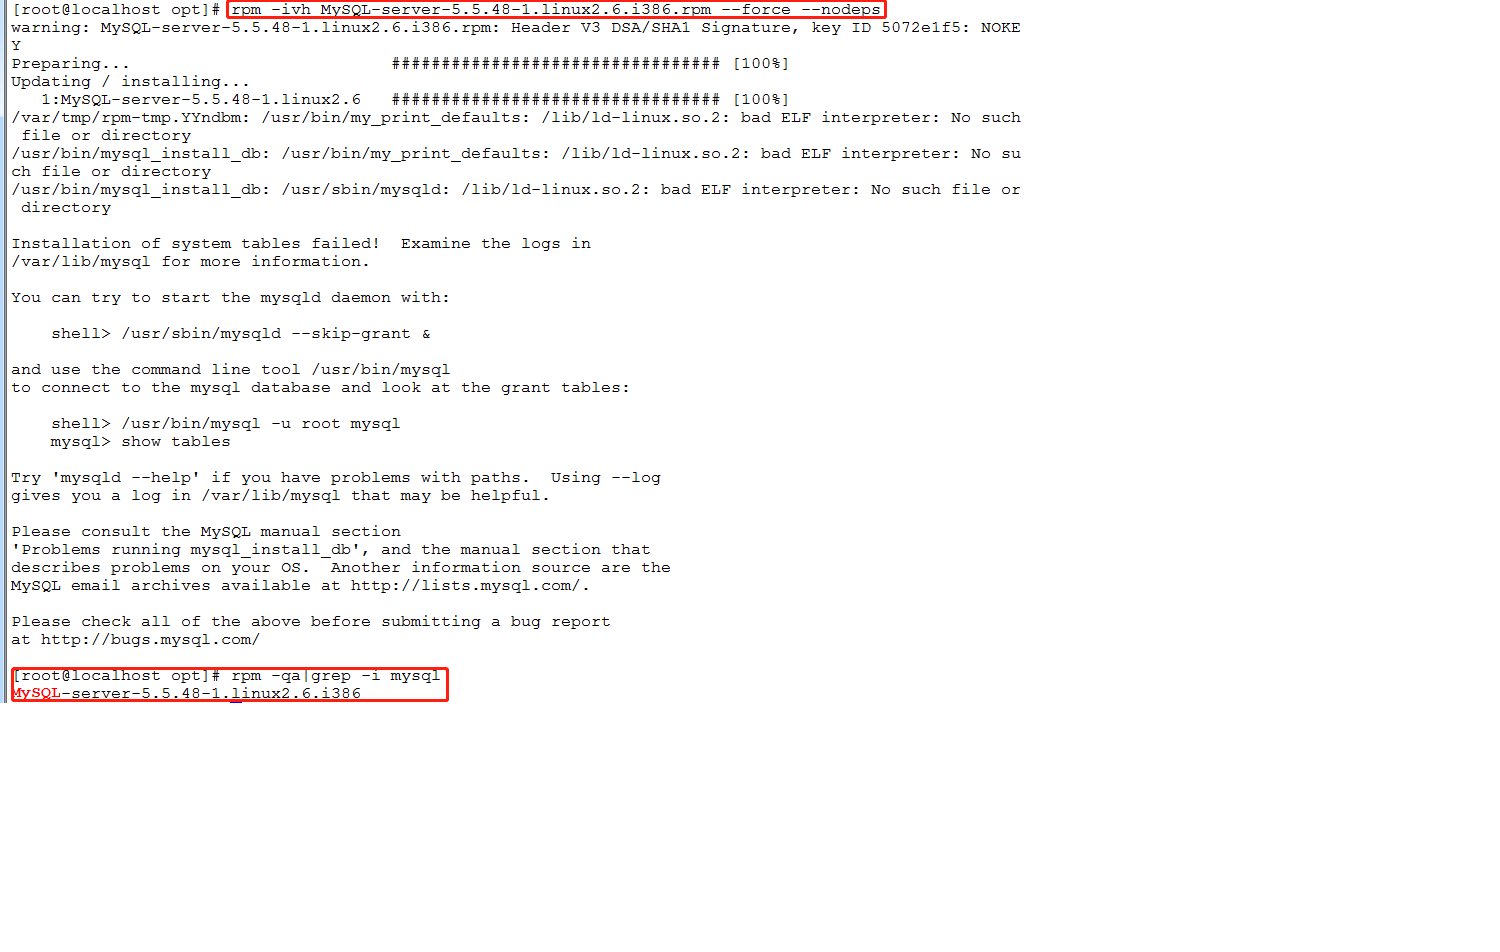 [root@localhost opt]# rpm -ivh MySQL-server-5.5.48-1.linux2.6.i386.rpm --force --nodeps
warning: MySQL-server-5.5.48-1.linux2.6.i386.rpm: Header V3 DSA/SHA1 Signature, key ID 5072e1f5: NOKE
Y
Preparing...                          ################################# [100%]
Updating / installing...
   1:MySQL-server-5.5.48-1.linux2.6   ################################# [100%]
/var/tmp/rpm-tmp.YYndbm: /usr/bin/my_print_defaults: /lib/ld-linux.so.2: bad ELF interpreter: No such
 file or directory
/usr/bin/mysql_install_db: /usr/bin/my_print_defaults: /lib/ld-linux.so.2: bad ELF interpreter: No su
ch file or directory
/usr/bin/mysql_install_db: /usr/sbin/mysqld: /lib/ld-linux.so.2: bad ELF interpreter: No such file or
 directory
Installation of system tables failed!  Examine the logs in
/var/lib/mysql for more information.
You can try to start the mysqld daemon with:
    shell> /usr/sbin/mysqld --skip-grant &
and use the command line tool /usr/bin/mysql
to connect to the mysql database and look at the grant tables:
    shell> /usr/bin/mysql -u root mysql
    mysql> show tables
Try 'mysqld --help' if you have problems with paths.  Using --log
gives you a log in /var/lib/mysql that may be helpful.
Please consult the MySQL manual section
'Problems running mysql_install_db', and the manual section that
describes problems on your OS.  Another information source are the
MySQL email archives available at http://lists.mysql.com/.
Please check all of the above before submitting a bug report
at http://bugs.mysql.com/
[root@localhost opt]# rpm -qa|grep -i mysql
MySQL-server-5.5.48-1.linux2.6.i386